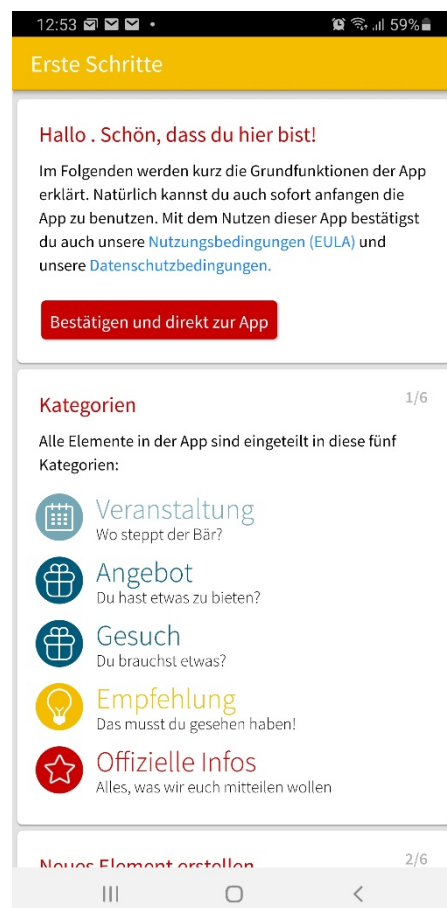 12:53
59%
Erste Schritte
Hallo . Schön, dass du hier bist!
Im Folgenden werden kurz die Grundfunktionen der App
erklärt. Natürlich kannst du auch sofort anfangen die
App zu benutzen. Mit dem Nutzen dieser App bestätigst
du auch unsere Nutzungsbedingungen (EULA) und
unsere Datenschutzbedingungen.
Bestätigen und direkt zur App
Kategorien
1/6
Alle Elemente in der App sind eingeteilt in diese fünf
Kategorien:
Veranstaltung
Wo steppt der Bär?
Angebot
Du hast etwas zu bieten?
Gesuch
Du brauchst etwas?
Empfehlung
Das musst du gesehen haben!
Offizielle Infos
Alles, was wir euch mitteilen wollen
Neues Element erstellen
2/6